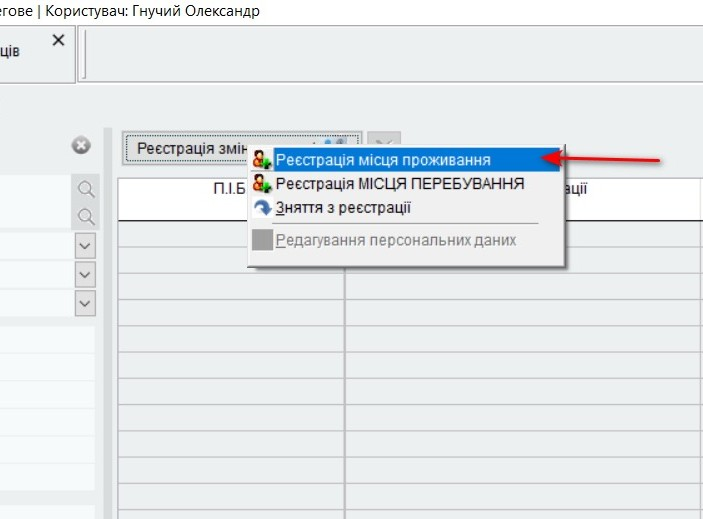 егове | Користувач: Гнучий Олександр
ців
Реєстрація змін
П.І.Б
ації
Реєстрація місця проживання
Реєстрація МІСЦЯ ПЕРЕБУВАННЯ
Зняття з реєстрації
Редагування персональних даних